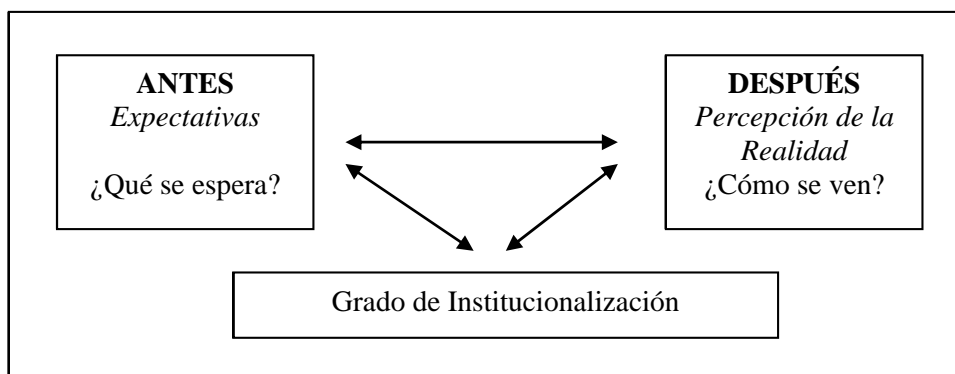 ANTES
Expectativas
¿Qué se espera?
DESPUÉS
Percepción de la
Realidad
¿Cómo se ven?
Grado de Institucionalización